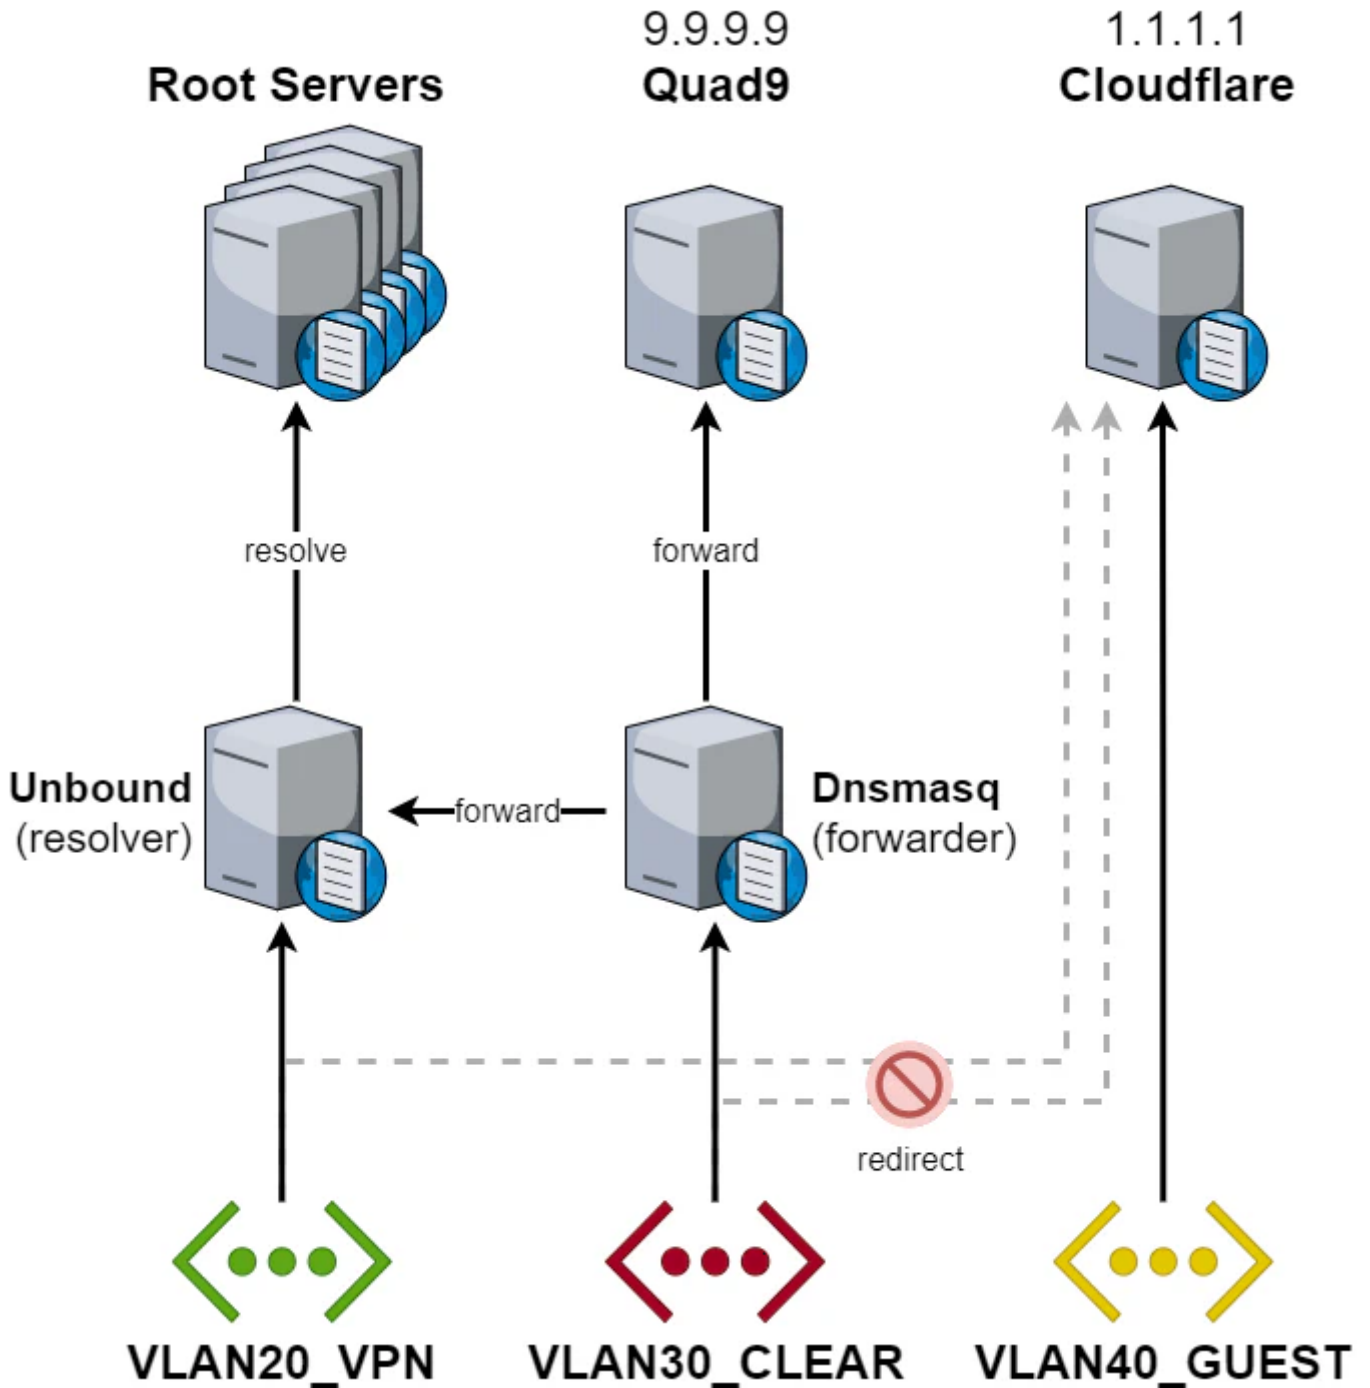 9.9.9.9
1.1.1.1
Root Servers
Quad9
Cloudflare
resolve
forward
Unbound
(resolver)
forward
Dnsmasq
(forwarder)
redirect
VLAN20_VPN
VLAN30_CLEAR
VLAN40_GUEST